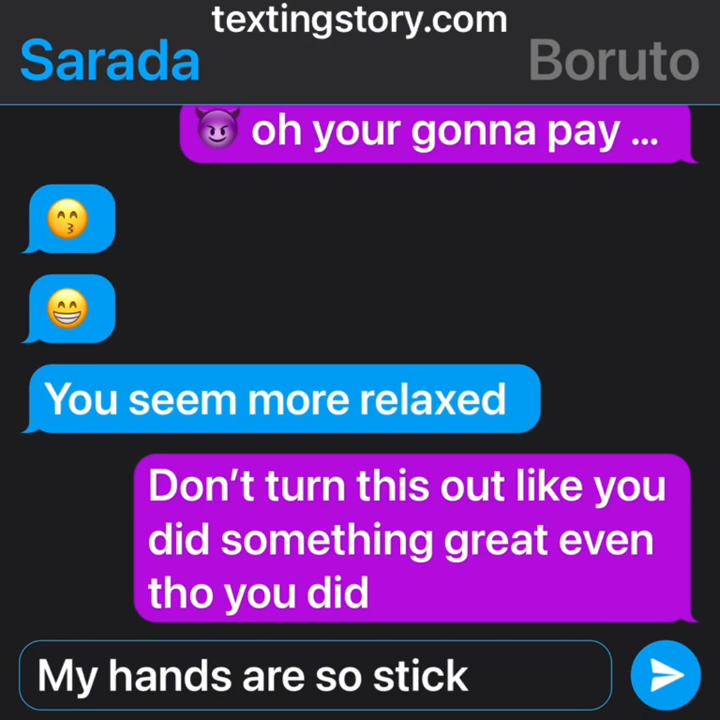 textingstory.com
Sarada
Boruto
😈 oh your gonna pay ...
😙
😁
You seem more relaxed
Don't turn this out like you
did something great even
tho you did
My hands are so stick